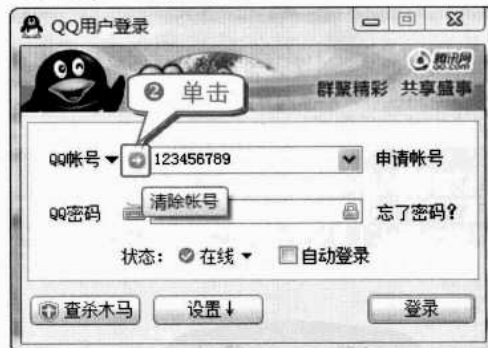 QQ用户登录
腾讯网
QQ.com
群聚精彩 共享盛事
❷ 单击
QQ帐号 123456789 申请帐号
清除帐号
QQ密码 忘了密码?
状态: 在线 自动登录
查杀木马 设置↓ 登录